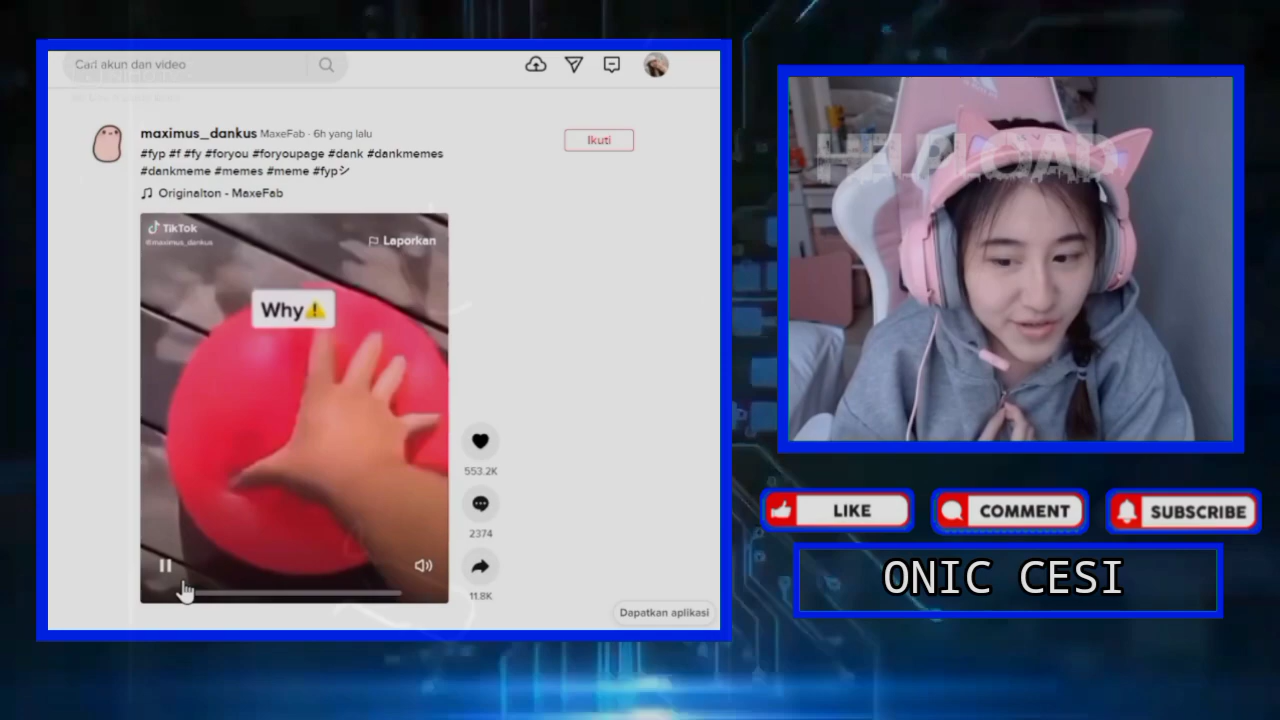 Cari akun dan video
maximus_dankus MaxeFab · 6h yang lalu
Ikuti
#fyp #f #fy #foryou #foryoupage #dank #dankmemes
#dankmeme #memes #meme #fypシ
Originalton - MaxeFab
TikTok
@maximus_dankus
Laporkan
Why⚠️
553.2K
2374
11.8K
Dapatkan aplikasi
LIKE
COMMENT
SUBSCRIBE
ONIC CESI